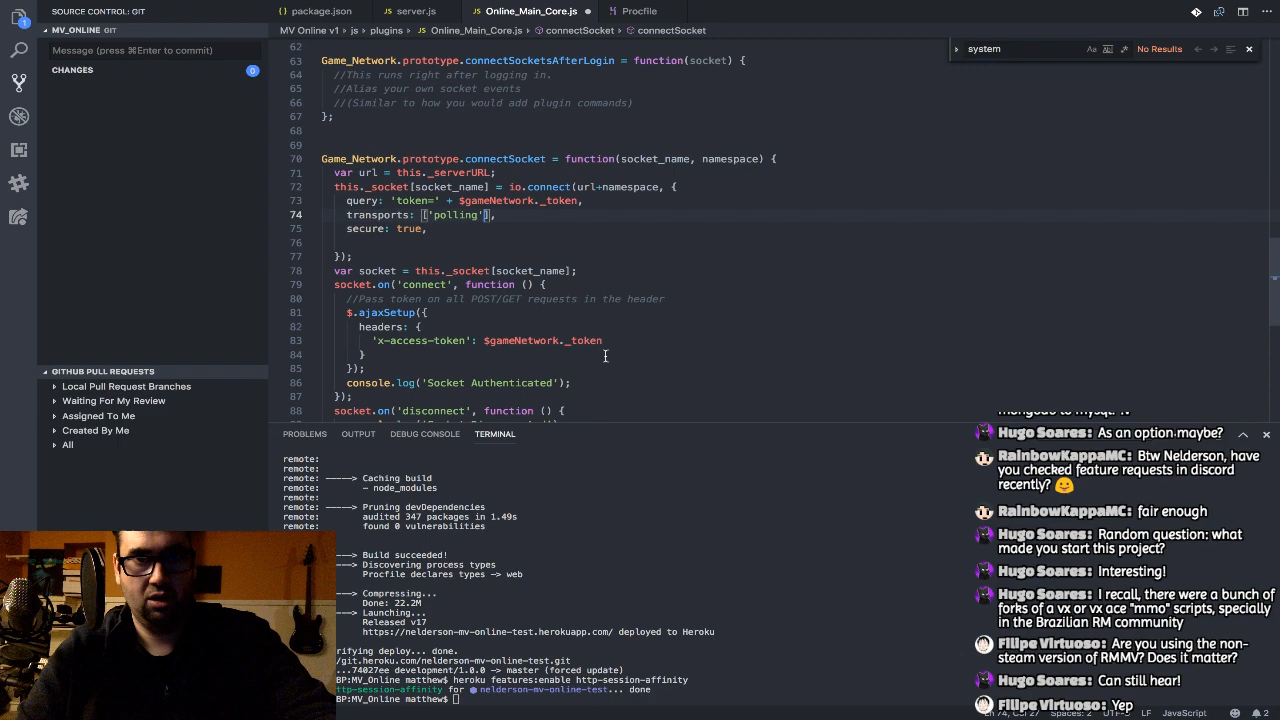 SOURCE CONTROL: GIT
MV_ONLINE GIT
Message (press ⌘Enter to commit)
CHANGES
0
1
GITHUB PULL REQUESTS
Local Pull Request Branches
Waiting For My Review
Assigned To Me
Created By Me
All
package.json
server.js
Online_Main_Core.js
Procfile
MV Online v1 > js > plugins > Online_Main_Core.js > connectSocket > connectSocket
system
Aa
No Results
62
63 Game_Network.prototype.connectSocketsAfterLogin = function(socket) {
64 //This runs right after logging in.
65 //Alias your own socket events
66 //(Similar to how you would add plugin commands)
67 };
68
69
70 Game_Network.prototype.connectSocket = function(socket_name, namespace) {
71 var url = this._serverURL;
72 this._socket[socket_name] = io.connect(url+namespace, {
73 query: 'token=' + $gameNetwork._token,
74 transports: ['polling'],
75 secure: true,
76
77 });
78 var socket = this._socket[socket_name];
79 socket.on('connect', function () {
80 //Pass token on all POST/GET requests in the header
81 $.ajaxSetup({
82 headers: {
83 'x-access-token': $gameNetwork._token
84 }
85 });
86 console.log('Socket Authenticated');
87 });
88 socket.on('disconnect', function () {
PROBLEMS OUTPUT DEBUG CONSOLE TERMINAL
remote:
remote:
remote: -----> Caching build
remote: – node_modules
remote:
remote: -----> Pruning devDependencies
remote: audited 347 packages in 1.49s
remote: found 0 vulnerabilities
---> Build succeeded!
---> Discovering process types
Procfile declares types -> web
---> Compressing...
Done: 22.2M
---> Launching...
Released v17
https://nelderson-mv-online-test.herokuapp.com/ deployed to Heroku
erifying deploy... done.
/git.heroku.com/nelderson-mv-online-test.git
...74027ee development/1.0.0 -> master (forced update)
BP:MV_Online matthew$ heroku features:enable http-session-affinity
ttp-session-affinity for nelderson-mv-online-test... done
BP:MV_Online matthew$
mongodb to mysql?
Hugo Soares: As an option maybe?
RainbowKappaMC: Btw Nelderson, have
you checked feature requests in discord
recently?
RainbowKappaMC: fair enough
Hugo Soares: Random question: what
made you start this project?
Hugo Soares: Interesting!
Hugo Soares: I recall, there were a bunch of
forks of a vx or vx ace "mmo" scripts, specially
in the Brazilian RM community
Filipe Virtuoso: Are you using the non-
steam version of RMMV? Does it matter?
Hugo Soares: Can still hear!
Filipe Virtuoso: Yep
Ln 74, Col 27
LF
JavaScript
2